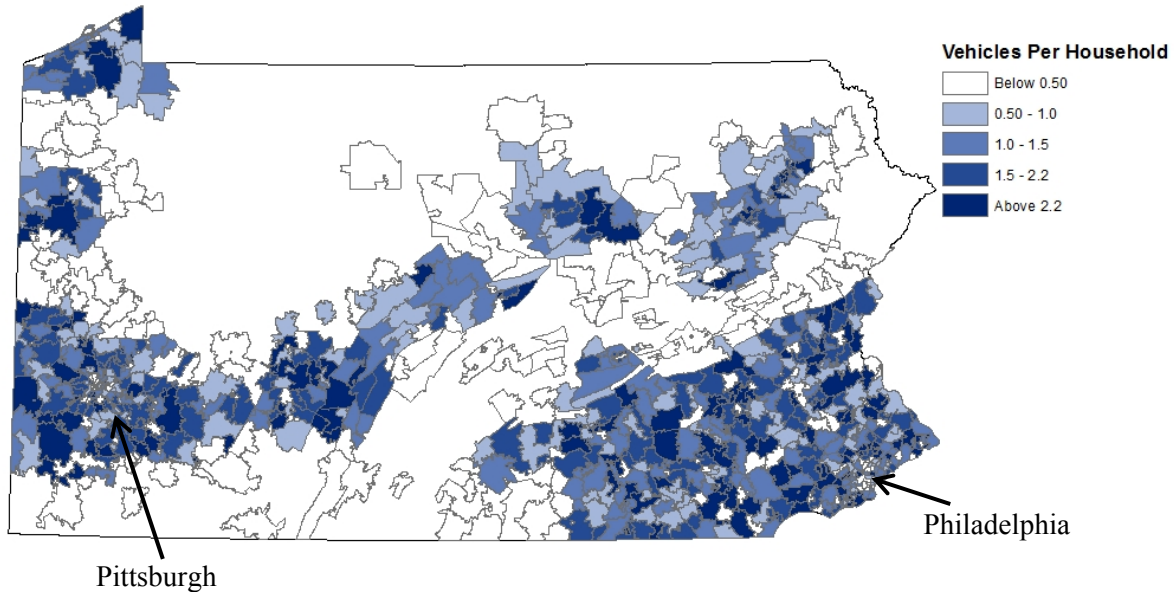 Vehicles Per Household
Below 0.50
0.50 - 1.0
1.0 - 1.5
1.5 - 2.2
Above 2.2
Philadelphia
Pittsburgh